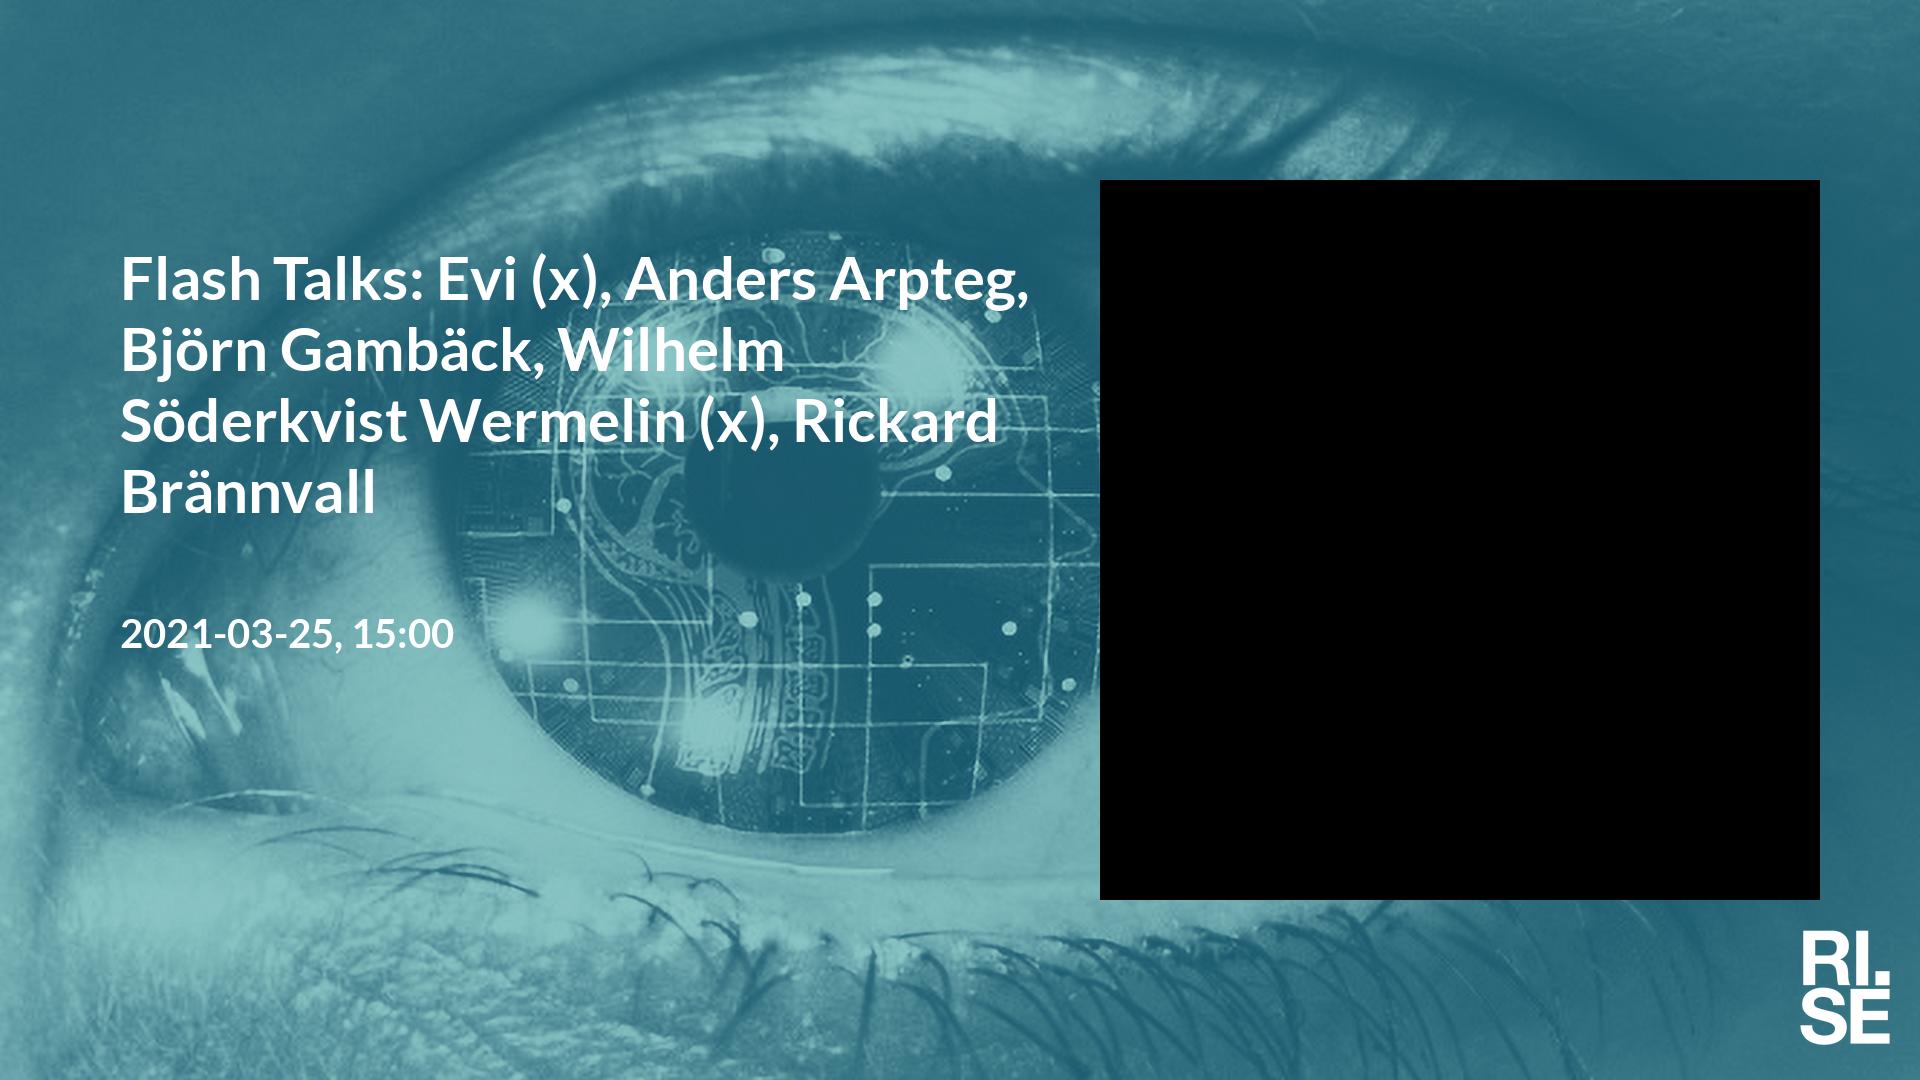 Flash Talks: Evi (x), Anders Arpteg,
Björn Gambäck, Wilhelm
Söderkvist Wermelin (x), Rickard
Brännvall
2021-03-25, 15:00
RI.
SE